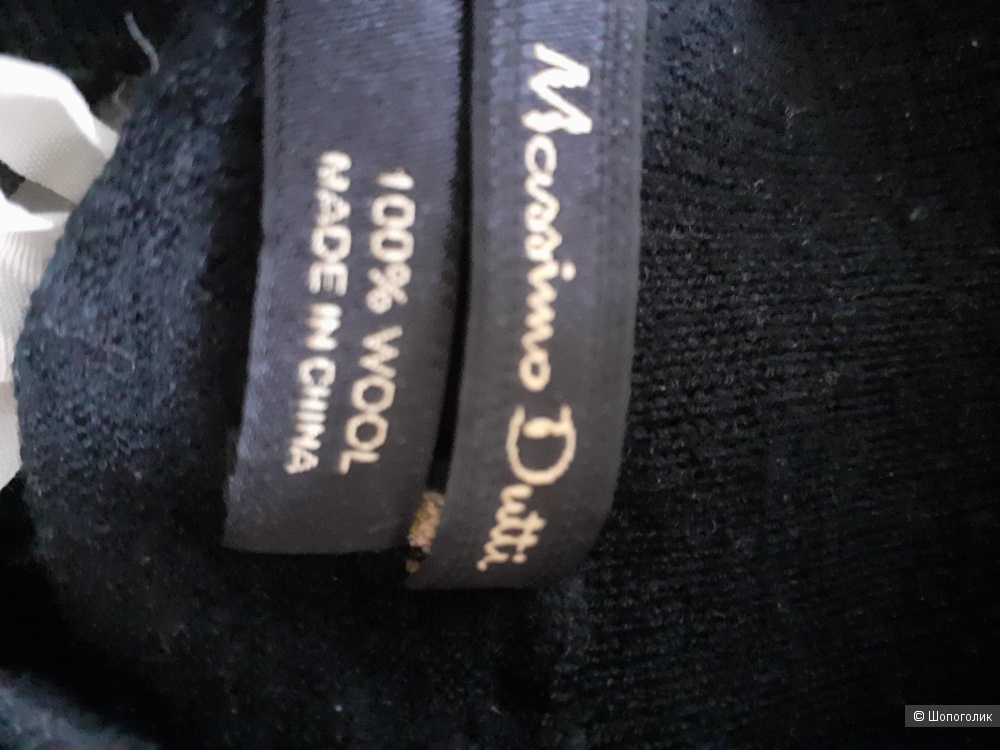 Massimo Dutti
100% WOOL
MADE IN CHINA
© Шопоголик